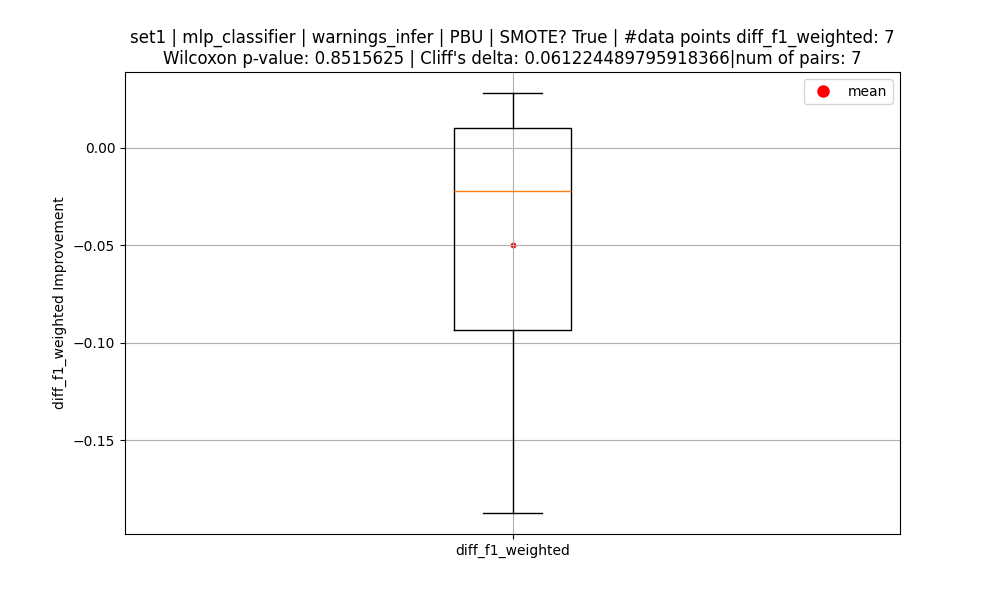 set1 | mlp_classifier | warnings_infer | PBU | SMOTE? True | #data points diff_f1_weighted: 7
Wilcoxon p-value: 0.8515625 | Cliff's delta: 0.061224489795918366|num of pairs: 7
mean
0.00
−0.05
−0.10
−0.15
diff_f1_weighted Improvement
diff_f1_weighted